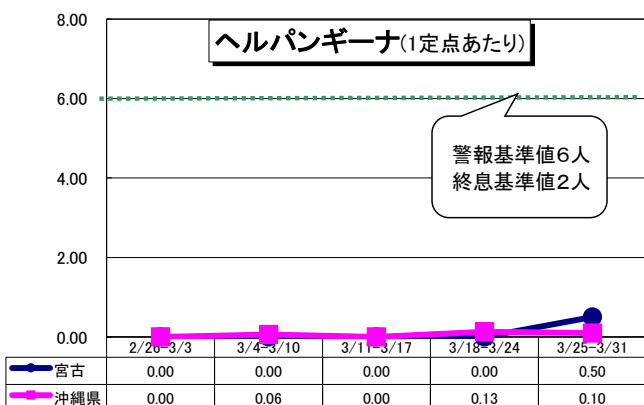 ヘルパンギーナ(1定点あたり)
8.00
6.00
4.00
2.00
0.00
警報基準値6人
終息基準値2人
2/26-3/3 3/4-3/10 3/11-3/17 3/18-3/24 3/25-3/31
宮古 0.00 0.00 0.00 0.00 0.50
沖縄県 0.00 0.06 0.00 0.13 0.10